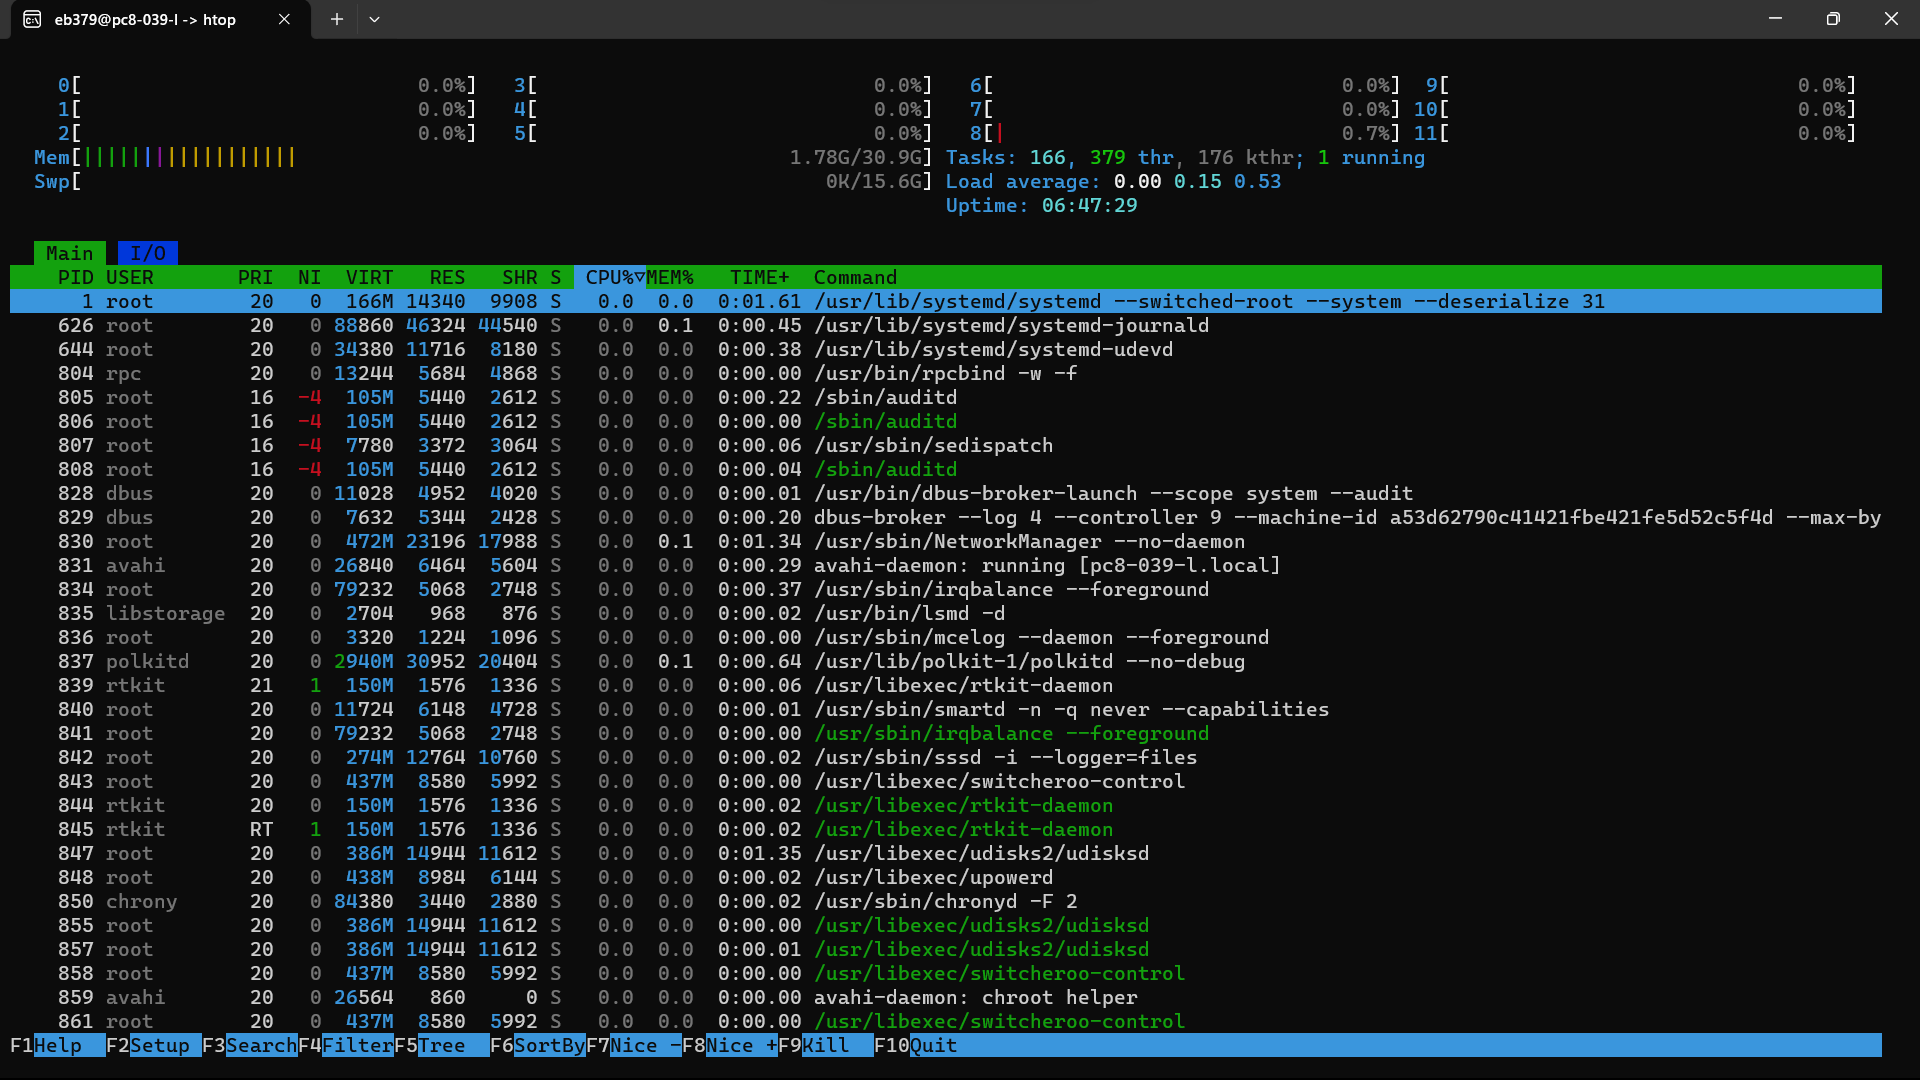 eb379@pc8-039-l -> htop
0[ 0.0%] 3[ 0.0%] 6[ 0.0%] 9[ 0.0%]
1[ 0.0%] 4[ 0.0%] 7[ 0.0%] 10[ 0.0%]
2[ 0.0%] 5[ 0.0%] 8[| 0.7%] 11[ 0.0%]
Mem[|||||||||||||||||| 1.78G/30.9G] Tasks: 166, 379 thr, 176 kthr; 1 running
Swp[ 0K/15.6G] Load average: 0.00 0.15 0.53
Uptime: 06:47:29
Main I/O
PID USER PRI NI VIRT RES SHR S CPU%▽MEM% TIME+ Command
1 root 20 0 166M 14340 9908 S 0.0 0.0 0:01.61 /usr/lib/systemd/systemd --switched-root --system --deserialize 31
626 root 20 0 88860 46324 44540 S 0.0 0.1 0:00.45 /usr/lib/systemd/systemd-journald
644 root 20 0 34380 11716 8180 S 0.0 0.0 0:00.38 /usr/lib/systemd/systemd-udevd
804 rpc 20 0 13244 5684 4868 S 0.0 0.0 0:00.00 /usr/bin/rpcbind -w -f
805 root 16 -4 105M 5440 2612 S 0.0 0.0 0:00.22 /sbin/auditd
806 root 16 -4 105M 5440 2612 S 0.0 0.0 0:00.00 /sbin/auditd
807 root 16 -4 7780 3372 3064 S 0.0 0.0 0:00.06 /usr/sbin/sedispatch
808 root 16 -4 105M 5440 2612 S 0.0 0.0 0:00.04 /sbin/auditd
828 dbus 20 0 11028 4952 4020 S 0.0 0.0 0:00.01 /usr/bin/dbus-broker-launch --scope system --audit
829 dbus 20 0 7632 5344 2428 S 0.0 0.0 0:00.20 dbus-broker --log 4 --controller 9 --machine-id a53d62790c41421fbe421fe5d52c5f4d --max-by
830 root 20 0 472M 23196 17988 S 0.0 0.1 0:01.34 /usr/sbin/NetworkManager --no-daemon
831 avahi 20 0 26840 6464 5604 S 0.0 0.0 0:00.29 avahi-daemon: running [pc8-039-l.local]
834 root 20 0 79232 5068 2748 S 0.0 0.0 0:00.37 /usr/sbin/irqbalance --foreground
835 libstorage 20 0 2704 968 876 S 0.0 0.0 0:00.02 /usr/bin/lsmd -d
836 root 20 0 3320 1224 1096 S 0.0 0.0 0:00.00 /usr/sbin/mcelog --daemon --foreground
837 polkitd 20 0 2940M 30952 20404 S 0.0 0.1 0:00.64 /usr/lib/polkit-1/polkitd --no-debug
839 rtkit 21 1 150M 1576 1336 S 0.0 0.0 0:00.06 /usr/libexec/rtkit-daemon
840 root 20 0 11724 6148 4728 S 0.0 0.0 0:00.01 /usr/sbin/smartd -n -q never --capabilities
841 root 20 0 79232 5068 2748 S 0.0 0.0 0:00.00 /usr/sbin/irqbalance --foreground
842 root 20 0 274M 12764 10760 S 0.0 0.0 0:00.02 /usr/sbin/sssd -i --logger=files
843 root 20 0 437M 8580 5992 S 0.0 0.0 0:00.00 /usr/libexec/switcheroo-control
844 rtkit 20 0 150M 1576 1336 S 0.0 0.0 0:00.02 /usr/libexec/rtkit-daemon
845 rtkit RT 1 150M 1576 1336 S 0.0 0.0 0:00.02 /usr/libexec/rtkit-daemon
847 root 20 0 386M 14944 11612 S 0.0 0.0 0:01.35 /usr/libexec/udisks2/udisksd
848 root 20 0 438M 8984 6144 S 0.0 0.0 0:00.02 /usr/libexec/upowerd
850 chrony 20 0 84380 3440 2880 S 0.0 0.0 0:00.02 /usr/sbin/chronyd -F 2
855 root 20 0 386M 14944 11612 S 0.0 0.0 0:00.00 /usr/libexec/udisks2/udisksd
857 root 20 0 386M 14944 11612 S 0.0 0.0 0:00.01 /usr/libexec/udisks2/udisksd
858 root 20 0 437M 8580 5992 S 0.0 0.0 0:00.00 /usr/libexec/switcheroo-control
859 avahi 20 0 26564 860 0 S 0.0 0.0 0:00.00 avahi-daemon: chroot helper
861 root 20 0 437M 8580 5992 S 0.0 0.0 0:00.00 /usr/libexec/switcheroo-control
F1Help F2Setup F3SearchF4FilterF5Tree F6SortByF7Nice -F8Nice +F9Kill F10Quit